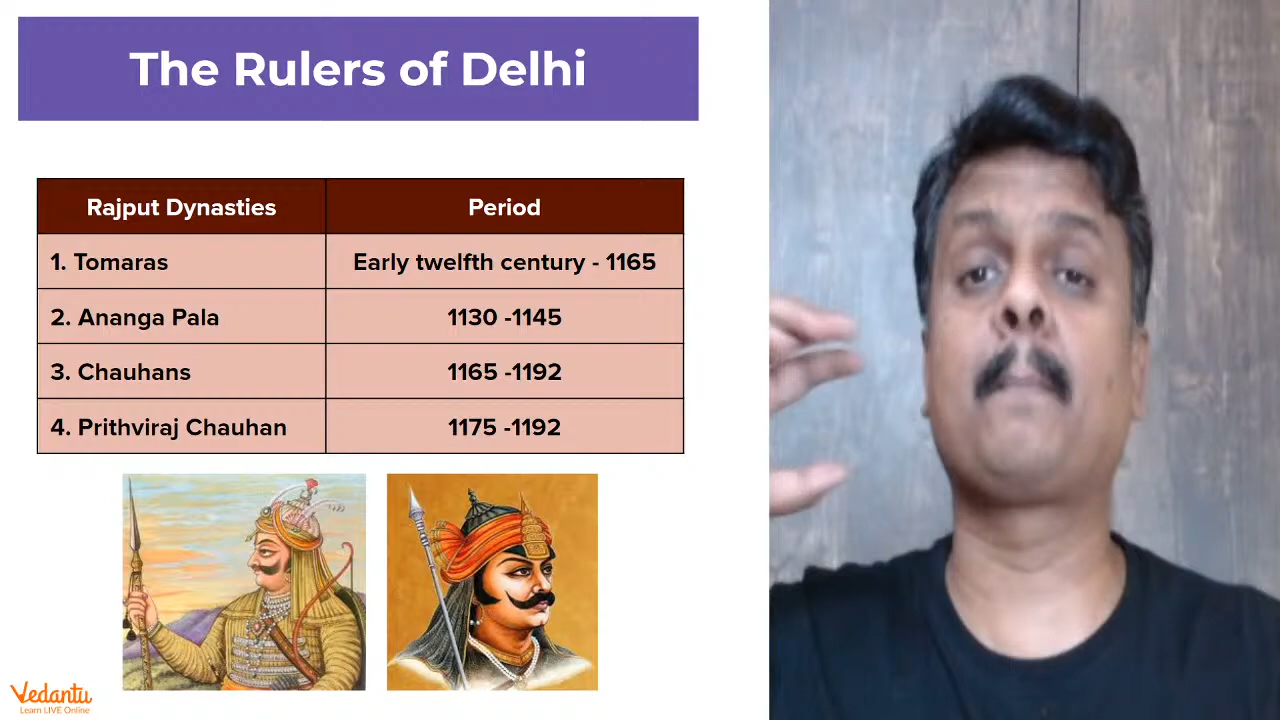 The Rulers of Delhi
Rajput Dynasties Period
1. Tomaras Early twelfth century - 1165
2. Ananga Pala 1130 -1145
3. Chauhans 1165 -1192
4. Prithviraj Chauhan 1175 -1192
Vedantu
Learn LIVE Online